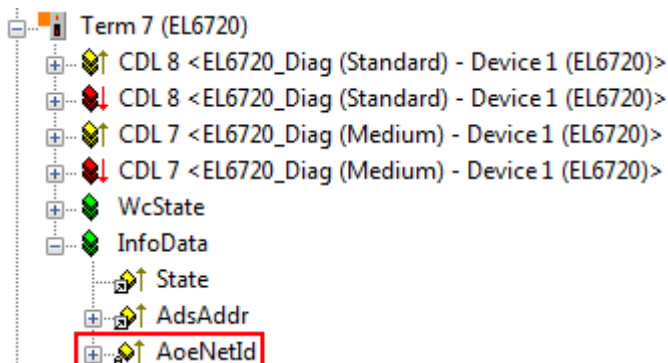 Term 7 (EL6720)
CDL 8 <EL6720_Diag (Standard) - Device 1 (EL6720)>
CDL 8 <EL6720_Diag (Standard) - Device 1 (EL6720)>
CDL 7 <EL6720_Diag (Medium) - Device 1 (EL6720)>
CDL 7 <EL6720_Diag (Medium) - Device 1 (EL6720)>
WcState
InfoData
State
AdsAddr
AoeNetId